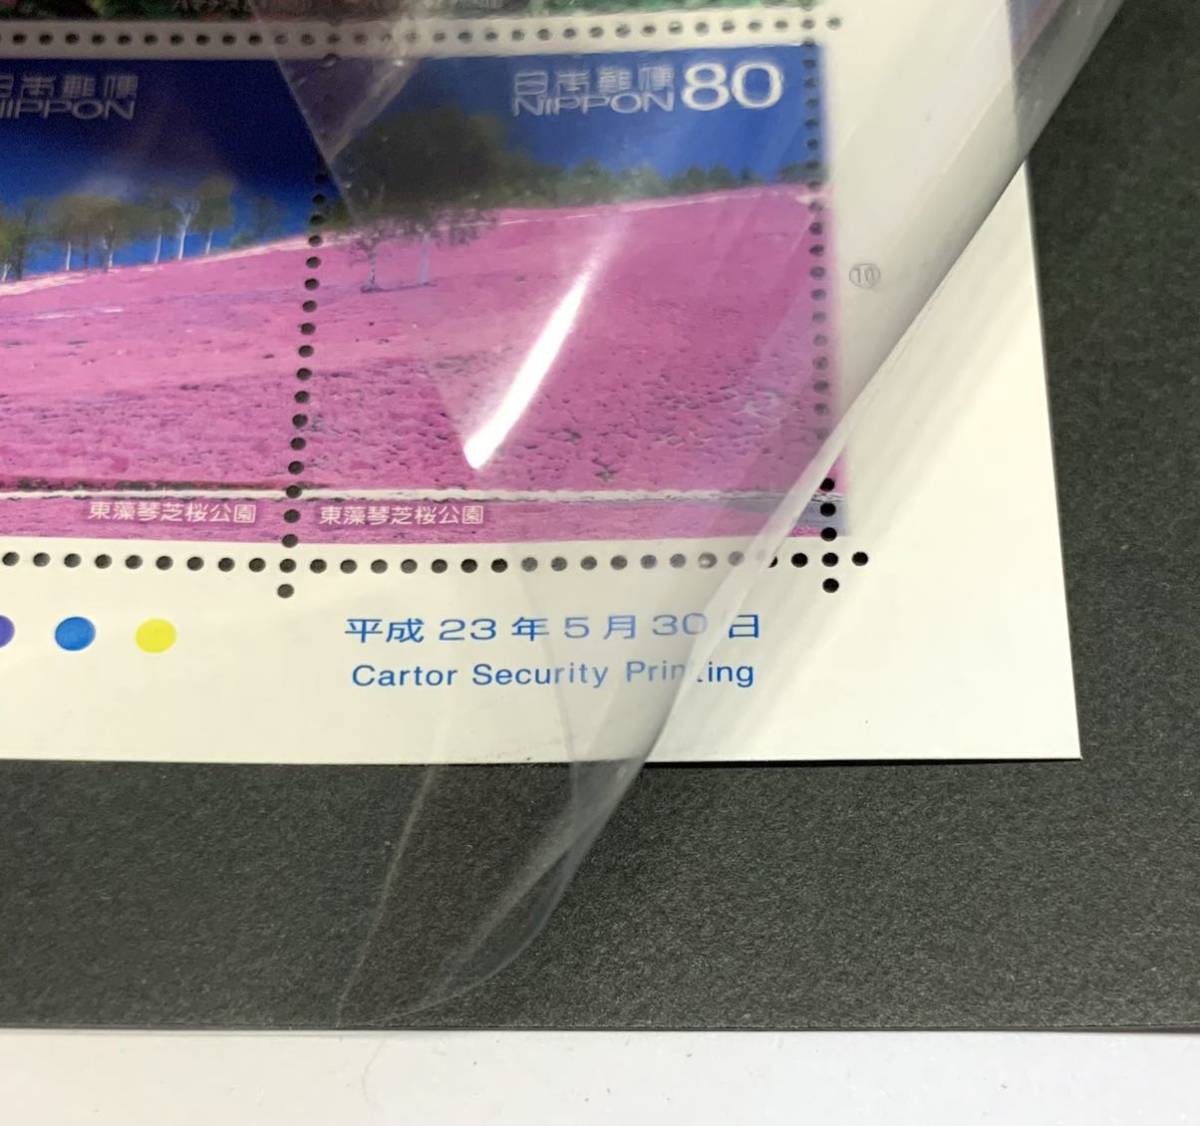 日本郵便
NIPPON
日本郵便 80
NIPPON
⑩
東藻琴芝桜公園
東藻琴芝桜公園
平成 23 年 5 月 30 日
Cartor Security Printing